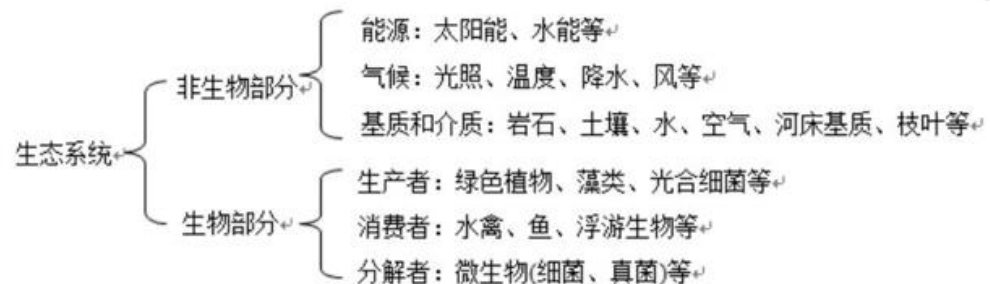 能源：太阳能、水能等
气候：光照、温度、降水、风等
非生物部分
基质和介质：岩石、土壤、水、空气、河床基质、枝叶等
生态系统
生产者：绿色植物、藻类、光合细菌等
生物部分
消费者：水禽、鱼、浮游生物等
分解者：微生物(细菌、真菌)等